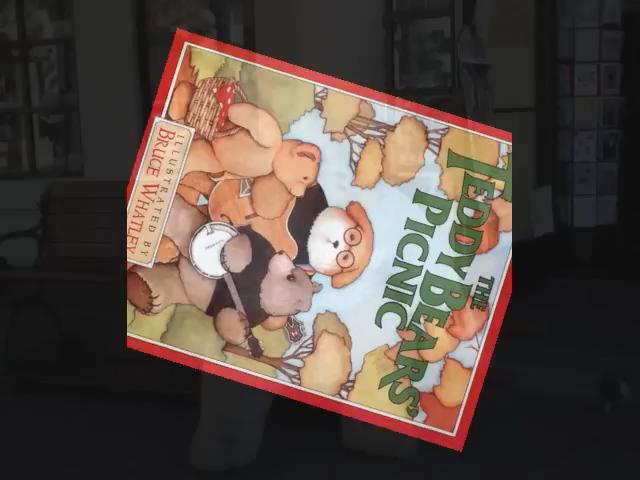 THE
TEDDY BEARS'
PICNIC
ILLUSTRATED BY
BRUCE WHATLEY